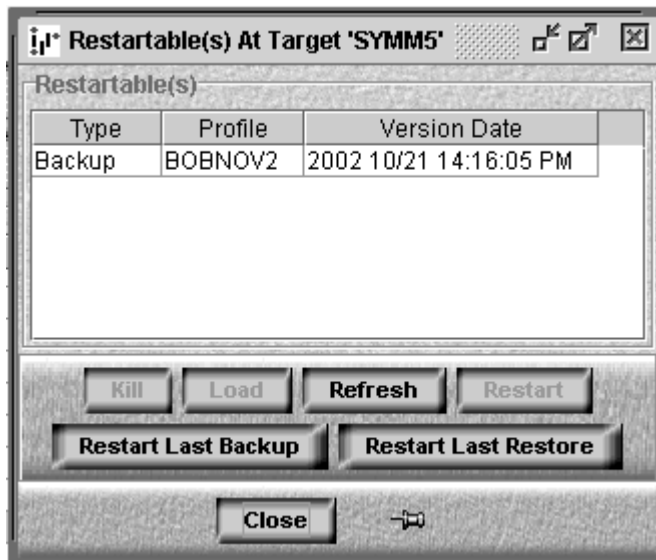 Restartable(s) At Target 'SYMM5'
Restartable(s)
Type Profile Version Date
Backup BOBNOV2 2002 10/21 14:16:05 PM
Kill Load Refresh Restart
Restart Last Backup Restart Last Restore
Close